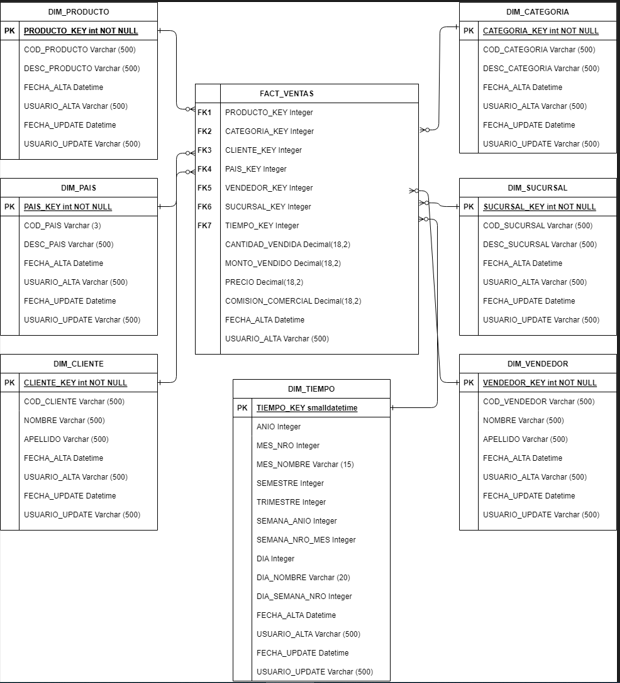 DIM_PRODUCTO
PK PRODUCTO_KEY int NOT NULL
COD_PRODUCTO Varchar (500)
DESC_PRODUCTO Varchar (500)
FECHA_ALTA Datetime
USUARIO_ALTA Varchar (500)
FECHA_UPDATE Datetime
USUARIO_UPDATE Varchar (500)
DIM_PAIS
PK PAIS_KEY int NOT NULL
COD_PAIS Varchar (3)
DESC_PAIS Varchar (500)
FECHA_ALTA Datetime
USUARIO_ALTA Varchar (500)
FECHA_UPDATE Datetime
USUARIO_UPDATE Varchar (500)
DIM_CLIENTE
PK CLIENTE_KEY int NOT NULL
COD_CLIENTE Varchar (500)
NOMBRE Varchar (500)
APELLIDO Varchar (500)
FECHA_ALTA Datetime
USUARIO_ALTA Varchar (500)
FECHA_UPDATE Datetime
USUARIO_UPDATE Varchar (500)
FACT_VENTAS
FK1 PRODUCTO_KEY Integer
FK2 CATEGORIA_KEY Integer
FK3 CLIENTE_KEY Integer
FK4 PAIS_KEY Integer
FK5 VENDEDOR_KEY Integer
FK6 SUCURSAL_KEY Integer
FK7 TIEMPO_KEY Integer
CANTIDAD_VENDIDA Decimal(18,2)
MONTO_VENDIDO Decimal(18,2)
PRECIO Decimal(18,2)
COMISION_COMERCIAL Decimal(18,2)
FECHA_ALTA Datetime
USUARIO_ALTA Varchar (500)
DIM_TIEMPO
PK TIEMPO_KEY smalldatetime
ANIO Integer
MES_NRO Integer
MES_NOMBRE Varchar (15)
SEMESTRE Integer
TRIMESTRE Integer
SEMANA_ANIO Integer
SEMANA_NRO_MES Integer
DIA Integer
DIA_NOMBRE Varchar (20)
DIA_SEMANA_NRO Integer
FECHA_ALTA Datetime
USUARIO_ALTA Varchar (500)
FECHA_UPDATE Datetime
USUARIO_UPDATE Varchar (500)
DIM_CATEGORIA
PK CATEGORIA_KEY int NOT NULL
COD_CATEGORIA Varchar (500)
DESC_CATEGORIA Varchar (500)
FECHA_ALTA Datetime
USUARIO_ALTA Varchar (500)
FECHA_UPDATE Datetime
USUARIO_UPDATE Varchar (500)
DIM_SUCURSAL
PK SUCURSAL_KEY int NOT NULL
COD_SUCURSAL Varchar (500)
DESC_SUCURSAL Varchar (500)
FECHA_ALTA Datetime
USUARIO_ALTA Varchar (500)
FECHA_UPDATE Datetime
USUARIO_UPDATE Varchar (500)
DIM_VENDEDOR
PK VENDEDOR_KEY int NOT NULL
COD_VENDEDOR Varchar (500)
NOMBRE Varchar (500)
APELLIDO Varchar (500)
FECHA_ALTA Datetime
USUARIO_ALTA Varchar (500)
FECHA_UPDATE Datetime
USUARIO_UPDATE Varchar (500)